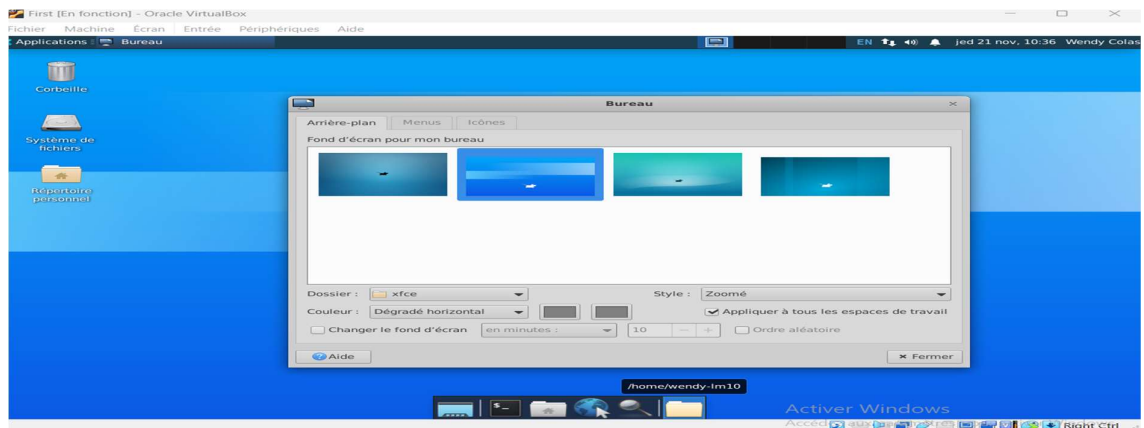 First [En fonction] - Oracle VirtualBox
Fichier Machine Écran Entrée Périphériques Aide
Applications Bureau EN jed 21 nov, 10:36 Wendy Colas
Corbeille
Système de
fichiers
Répertoire
personnel
Bureau
Arrière-plan Menus Icônes
Fond d'écran pour mon bureau
Dossier : xfce Style : Zoomé
Couleur : Dégradé horizontal Appliquer à tous les espaces de travail
Changer le fond d'écran en minutes : 10 Ordre aléatoire
Aide Fermer
/home/wendy-lm10
Activer Windows
Right Ctrl